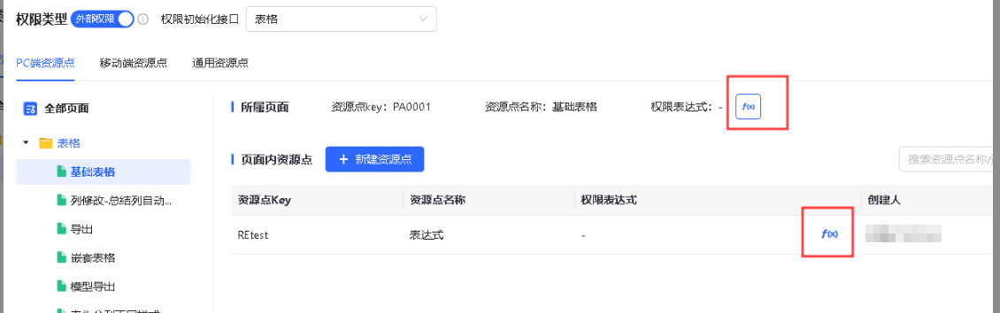 权限类型 外部权限 权限初始化接口 表格
PC端资源点 移动端资源点 通用资源点
全部页面
表格
基础表格
列修改-总结列自动...
导出
嵌套表格
模型导出
所属页面 资源点key：PA0001 资源点名称：基础表格 权限表达式：- f(x)
页面内资源点 + 新建资源点 搜索资源点名称/
资源点Key 资源点名称 权限表达式 创建人
REtest 表达式 - f(x)